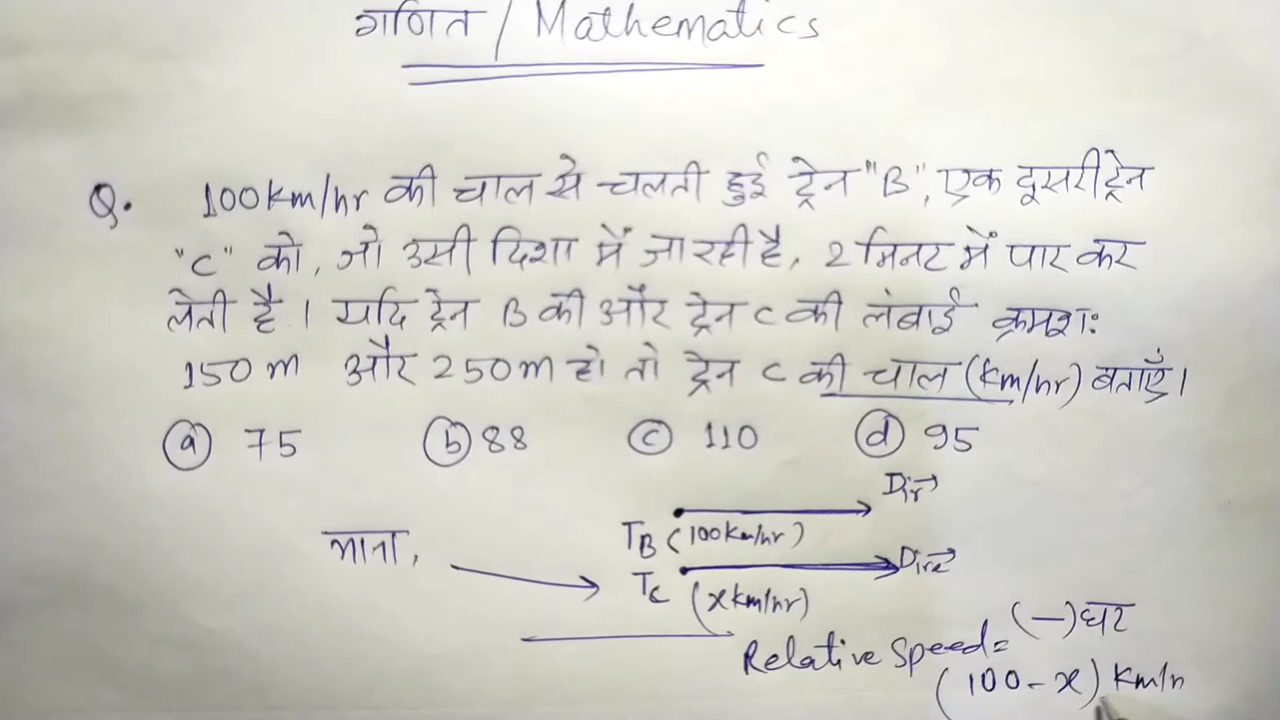 गणित / Mathematics
Q. 100km/hr की चाल से चलती हुई ट्रेन "B", एक दूसरी ट्रेन
"C" को, जो उसी दिशा में जा रही है, 2 मिनट में पार कर
लेती है। यदि ट्रेन B की और ट्रेन C की लंबाई क्रमशः
150m और 250m हो तो ट्रेन C की चाल (km/hr) बताएँ।
(a) 75 (b) 88 (c) 110 (d) 95
Dir→
माना, TB (100km/hr)
TC (x km/hr) Dire→
Relative Speed = (—) घट
(100 - x) km/h